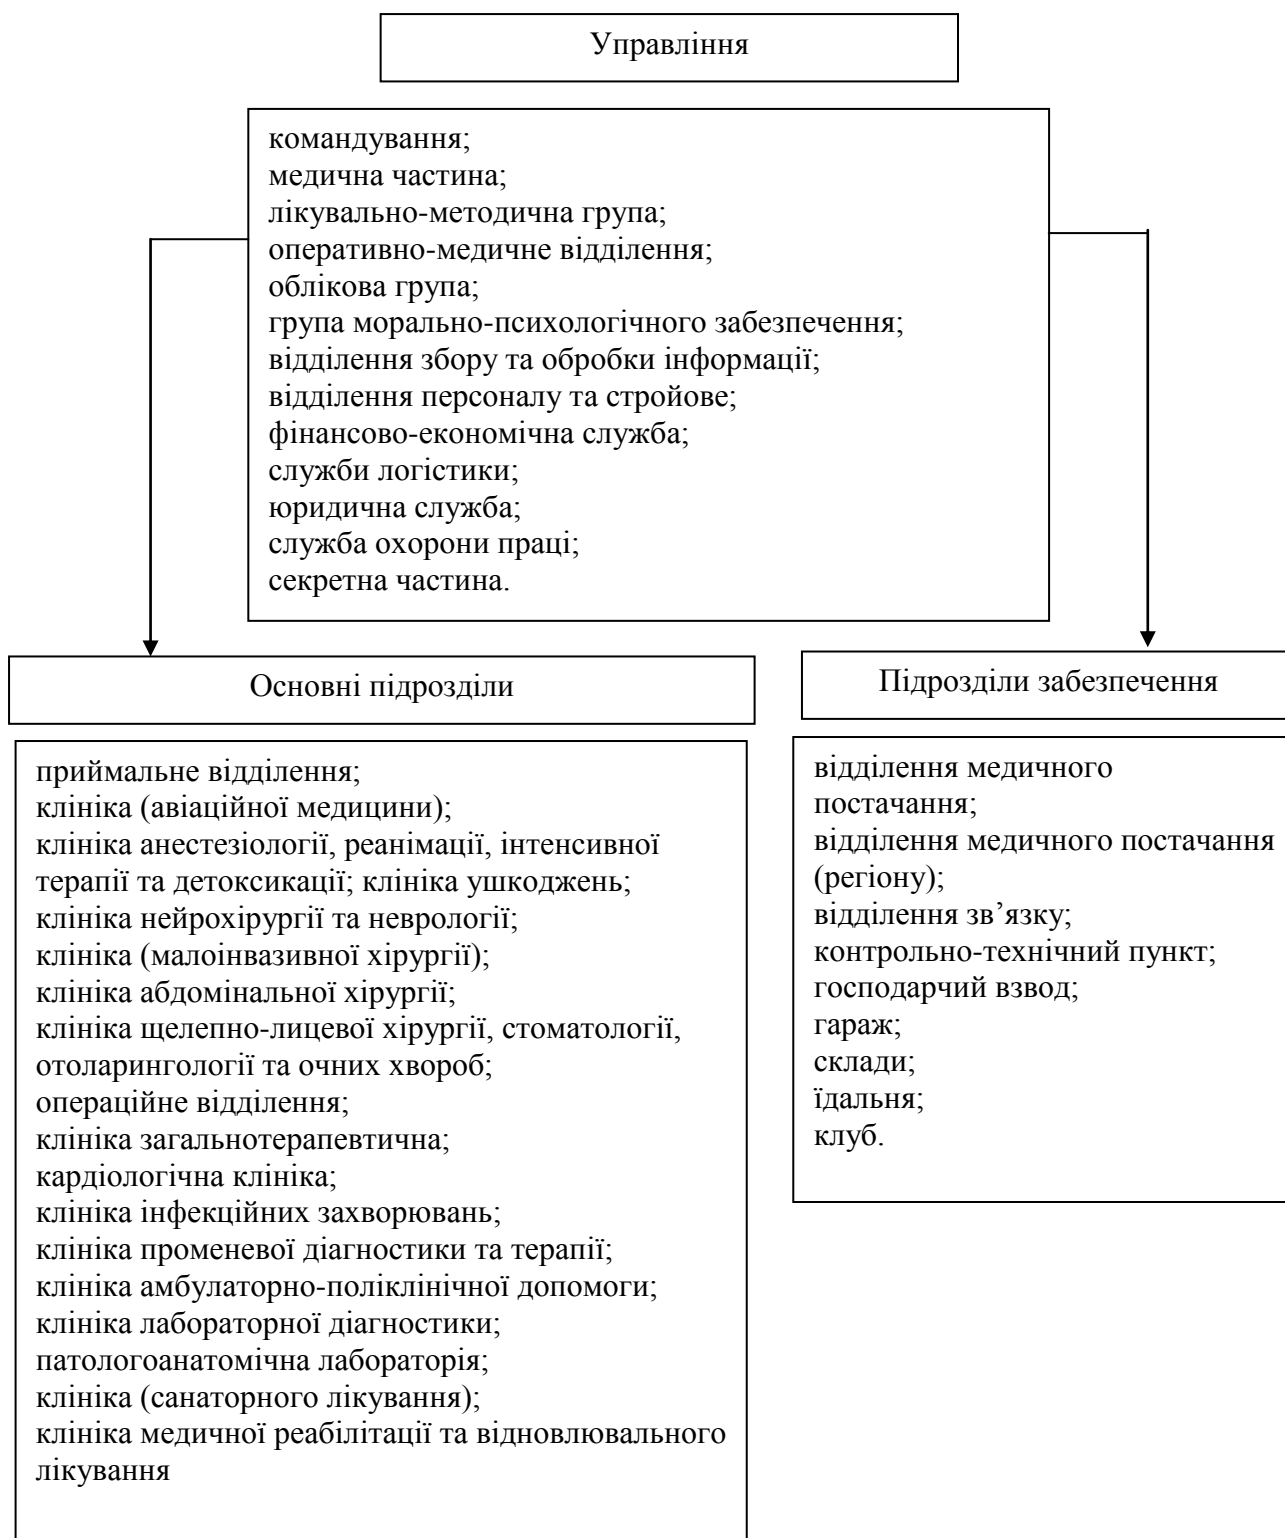 Управління
командування;
медична частина;
лікувально-методична група;
оперативно-медичне відділення;
облікова група;
група морально-психологічного забезпечення;
відділення збору та обробки інформації;
відділення персоналу та стройове;
фінансово-економічна служба;
служби логістики;
юридична служба;
служба охорони праці;
секретна частина.
Основні підрозділи
приймальне відділення;
клініка (авіаційної медицини);
клініка анестезіології, реанімації, інтенсивної
терапії та детоксикації; клініка ушкоджень;
клініка нейрохірургії та неврології;
клініка (малоінвазивної хірургії);
клініка абдомінальної хірургії;
клініка щелепно-лицевої хірургії, стоматології,
отоларингології та очних хвороб;
операційне відділення;
клініка загальнотерапевтична;
кардіологічна клініка;
клініка інфекційних захворювань;
клініка променевої діагностики та терапії;
клініка амбулаторно-поліклінічної допомоги;
клініка лабораторної діагностики;
патологоанатомічна лабораторія;
клініка (санаторного лікування);
клініка медичної реабілітації та відновлювального
лікування
Підрозділи забезпечення
відділення медичного
постачання;
відділення медичного постачання
(регіону);
відділення зв’язку;
контрольно-технічний пункт;
господарчий взвод;
гараж;
склади;
їдальня;
клуб.